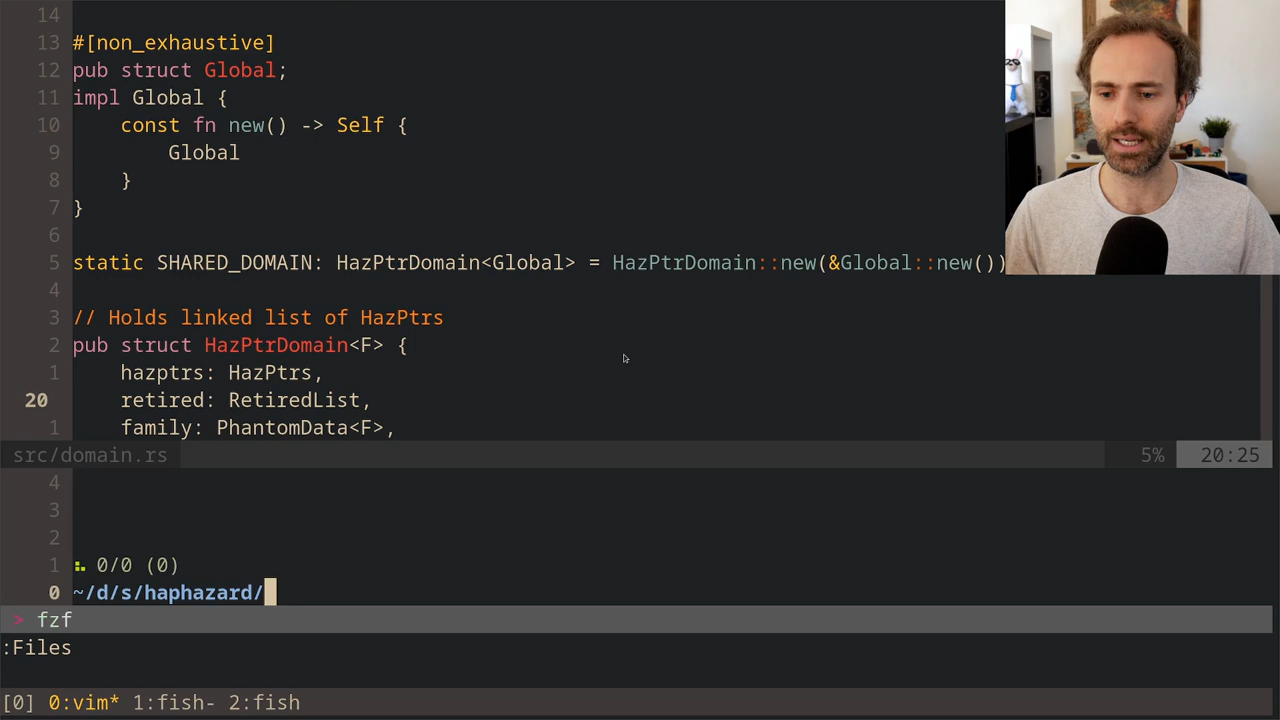 14
13 #[non_exhaustive]
12 pub struct Global;
11 impl Global {
10     const fn new() -> Self {
9         Global
8     }
7 }
6
5 static SHARED_DOMAIN: HazPtrDomain<Global> = HazPtrDomain::new(&Global::new())
4
3 // Holds linked list of HazPtrs
2 pub struct HazPtrDomain<F> {
1     hazptrs: HazPtrs,
20     retired: RetiredList,
1     family: PhantomData<F>,
src/domain.rs 5% 20:25
4
3
2
1 0/0 (0)
0 ~/d/s/haphazard/
> fzf
:Files
[0] 0:vim* 1:fish- 2:fish